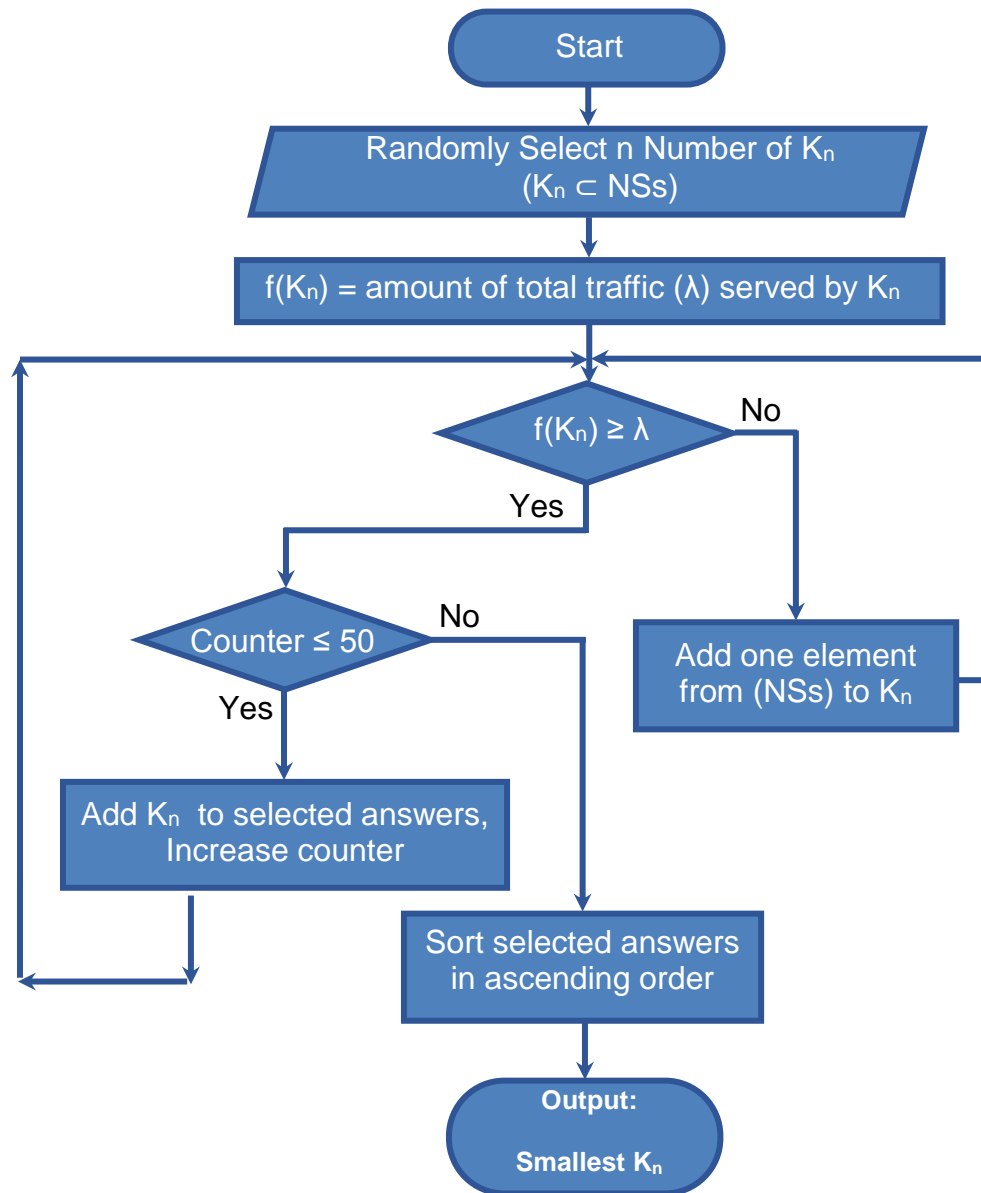 Start
Randomly Select n Number of Kₙ
(Kₙ ⊂ NSs)
f(Kₙ) = amount of total traffic (λ) served by Kₙ
f(Kₙ) ≥ λ
No
Yes
Counter ≤ 50
No
Yes
Add one element
from (NSs) to Kₙ
Add Kₙ to selected answers,
Increase counter
Sort selected answers
in ascending order
Output:
Smallest Kₙ